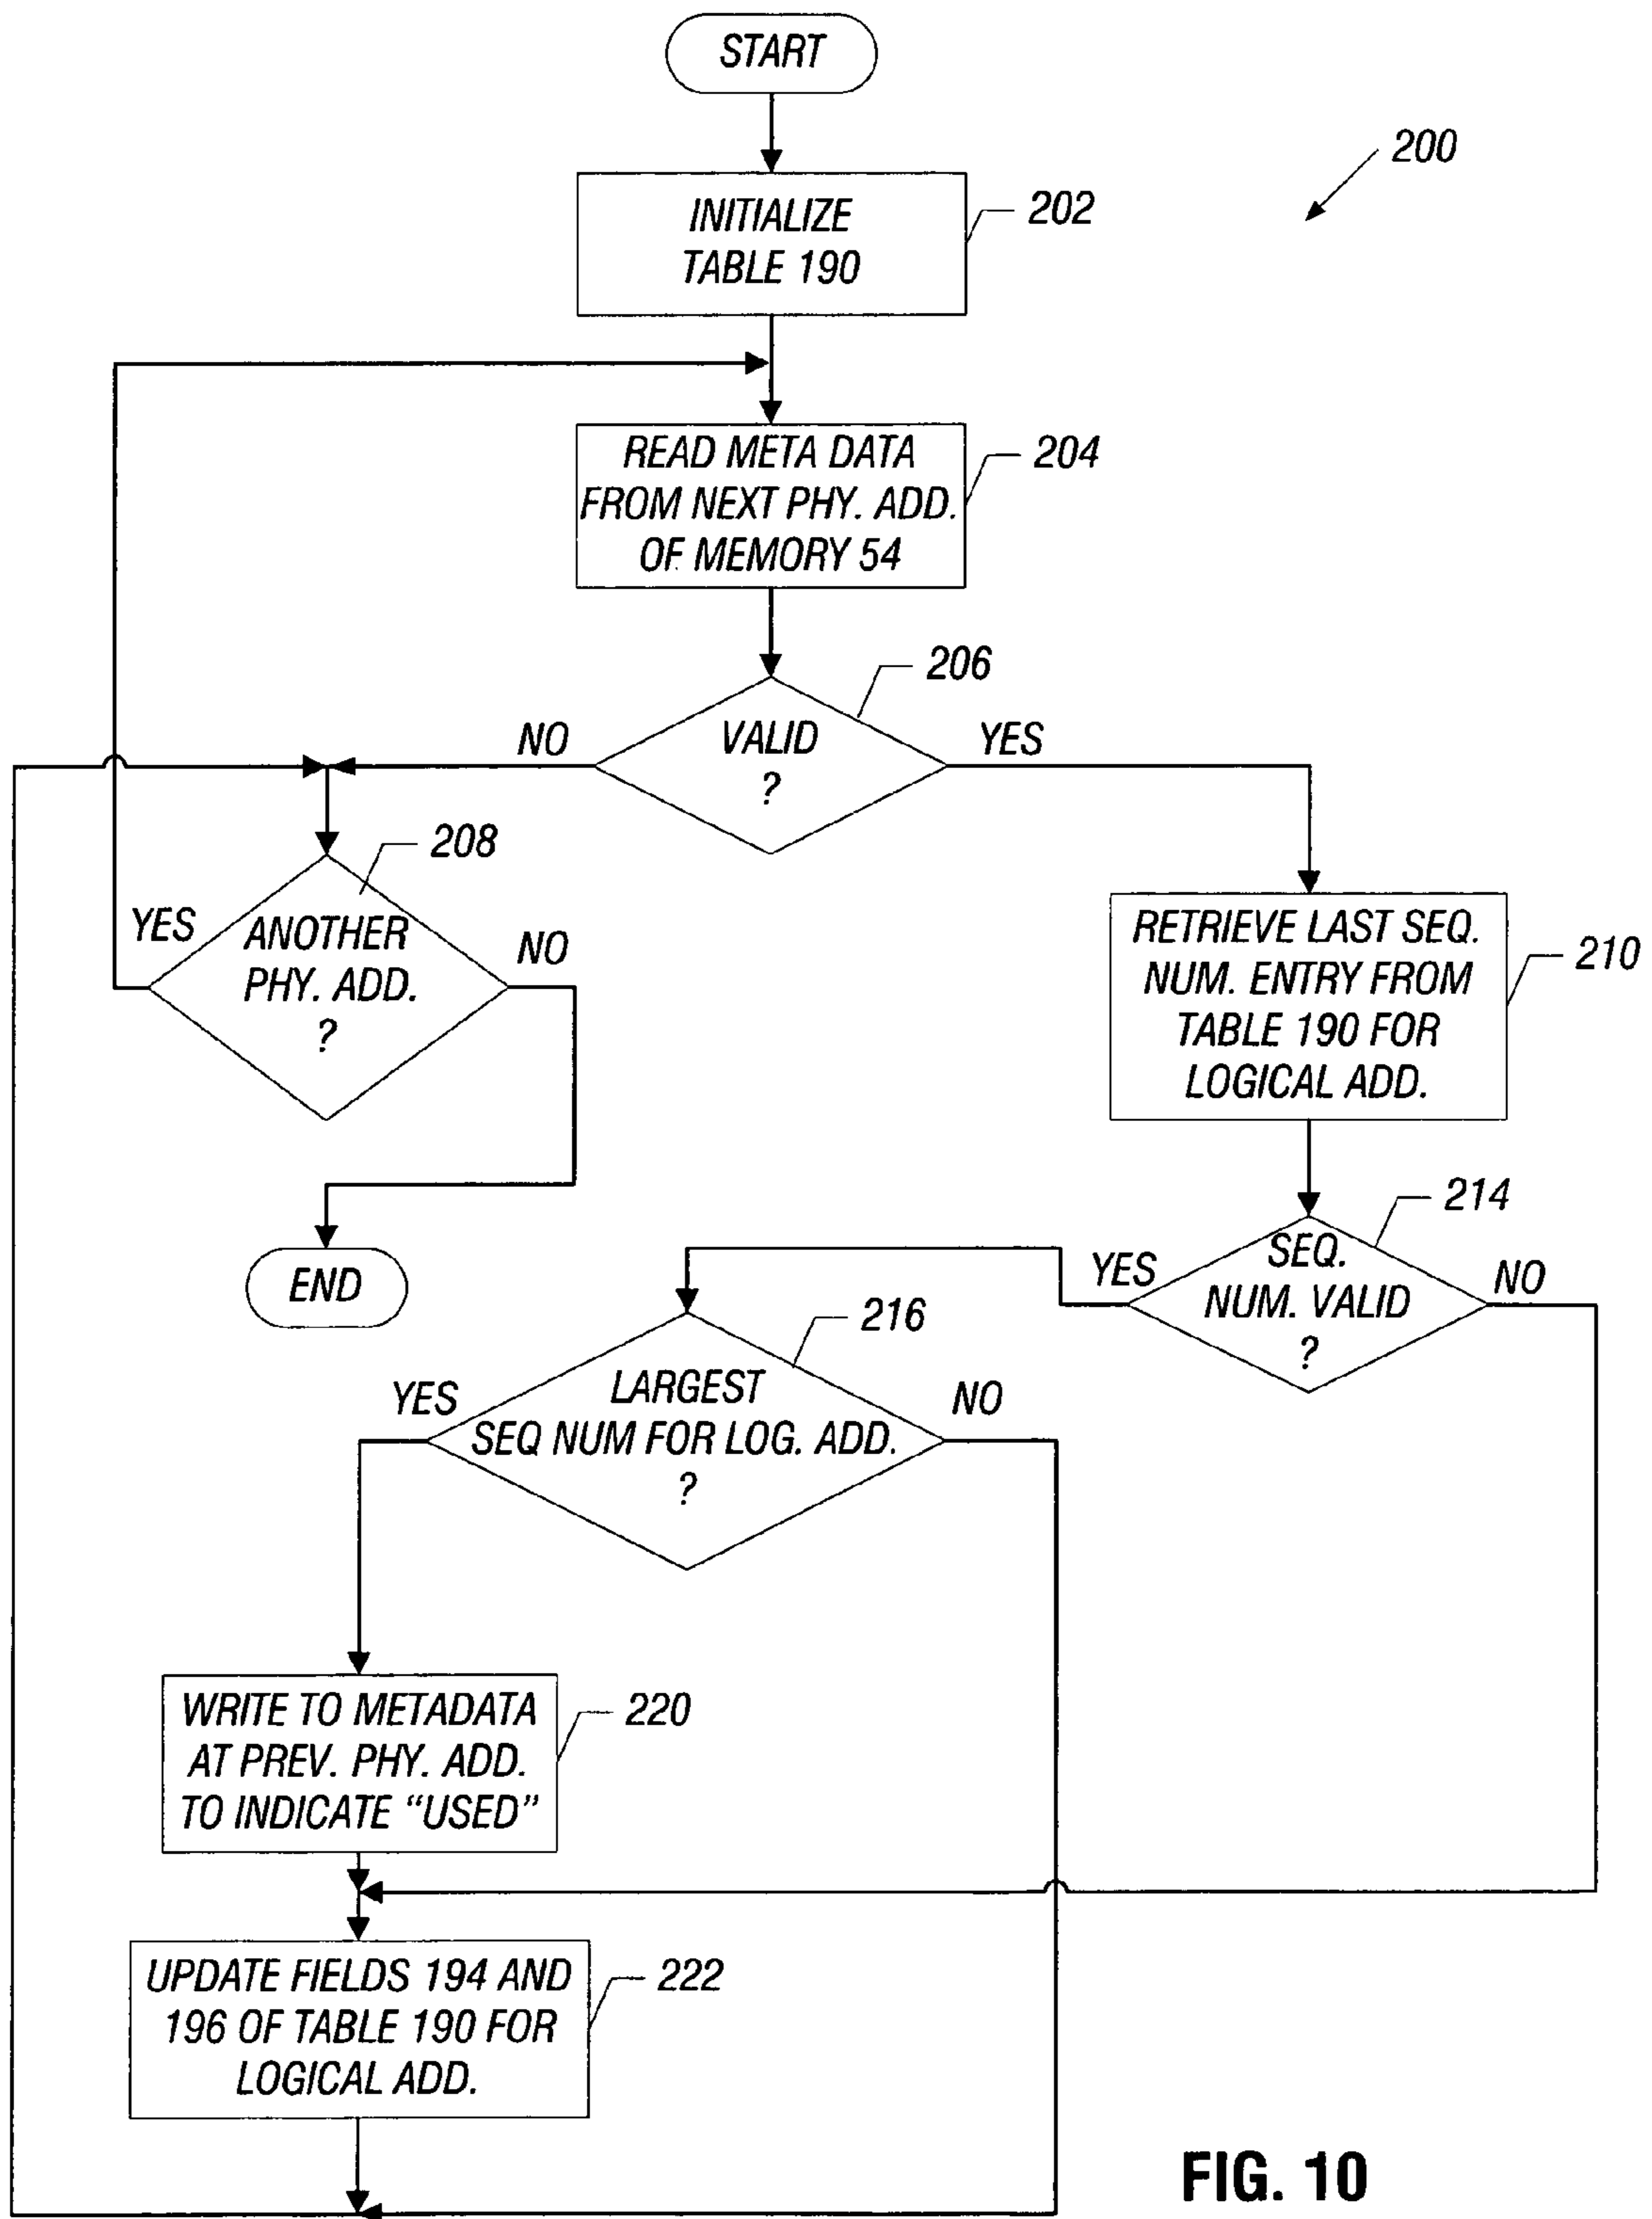 START
200
INITIALIZE
TABLE 190
202
READ META DATA
FROM NEXT PHY. ADD.
OF MEMORY 54
204
206
NO
VALID
?
YES
208
YES
ANOTHER
PHY. ADD.
?
NO
RETRIEVE LAST SEQ.
NUM. ENTRY FROM
TABLE 190 FOR
LOGICAL ADD.
210
214
END
YES
SEQ.
NUM. VALID
?
NO
216
YES
LARGEST
SEQ NUM FOR LOG. ADD.
?
NO
WRITE TO METADATA
AT PREV. PHY. ADD.
TO INDICATE “USED”
220
UPDATE FIELDS 194 AND
196 OF TABLE 190 FOR
LOGICAL ADD.
222
FIG. 10